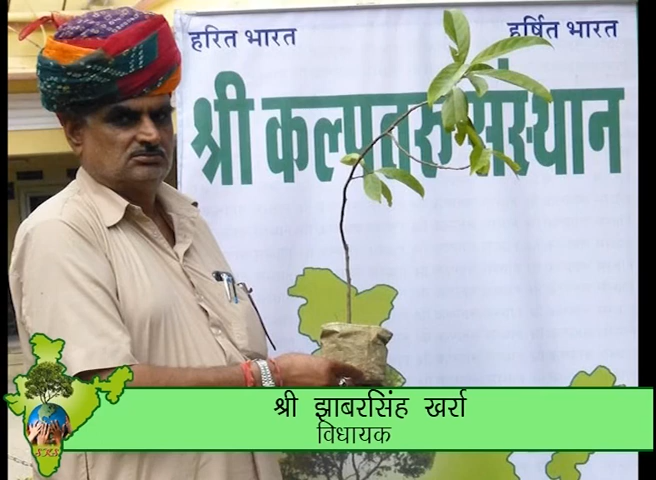 हरित भारत हर्षित भारत
श्री कल्पतरु संस्थान
श्री झाबरसिंह खर्रा
विधायक
S.K.S.